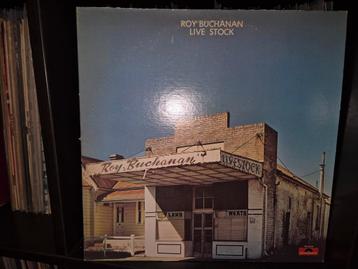 ROY BUCHANAN
LIVE STOCK
Roy Buchanan
LIVESTOCK
LAMB
MEATS